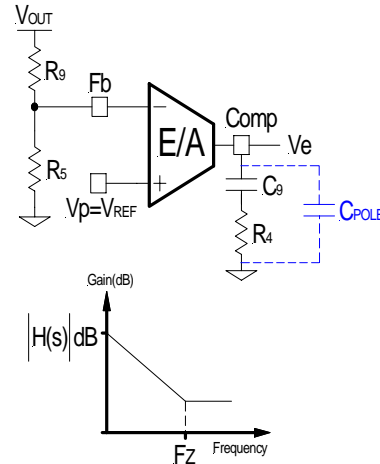 VOUT
R9
Fb
R5
E/A
Vp=VREF
Comp
Ve
C9
R4
CPOLE
Gain(dB)
|H(s)|dB
FZ
Frequency